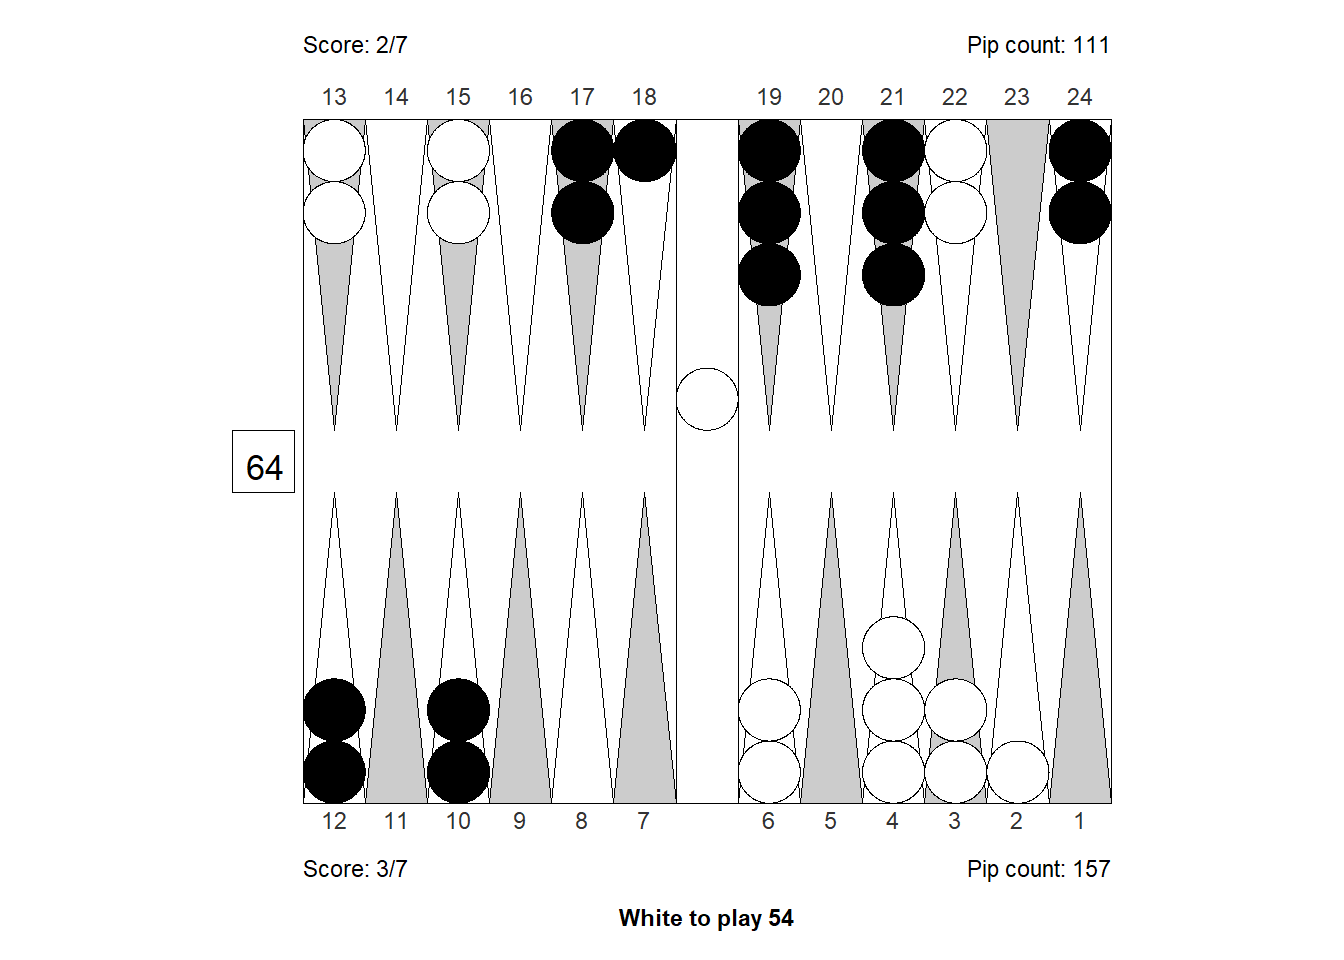 Score: 2/7 Pip count: 111
13 14 15 16 17 18 19 20 21 22 23 24
64
12 11 10 9 8 7 6 5 4 3 2 1
Score: 3/7 Pip count: 157
White to play 54